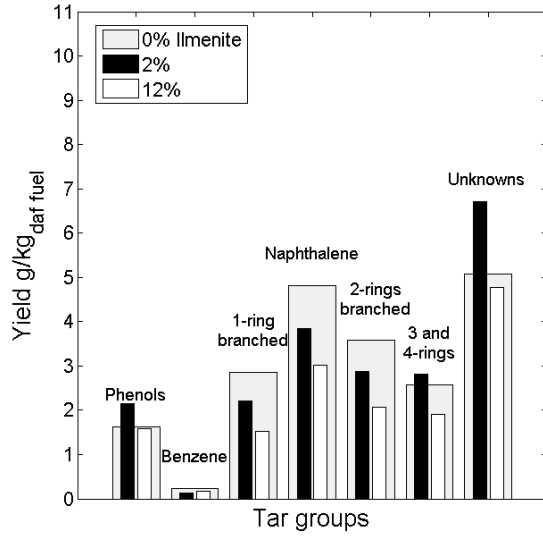 11
10
9
8
7
6
5
4
3
2
1
0
Yield g/kg daf fuel
0% Ilmenite
2%
12%
Phenols
Benzene
1-ring
branched
Naphthalene
2-rings
branched
3 and
4-rings
Unknowns
Tar groups